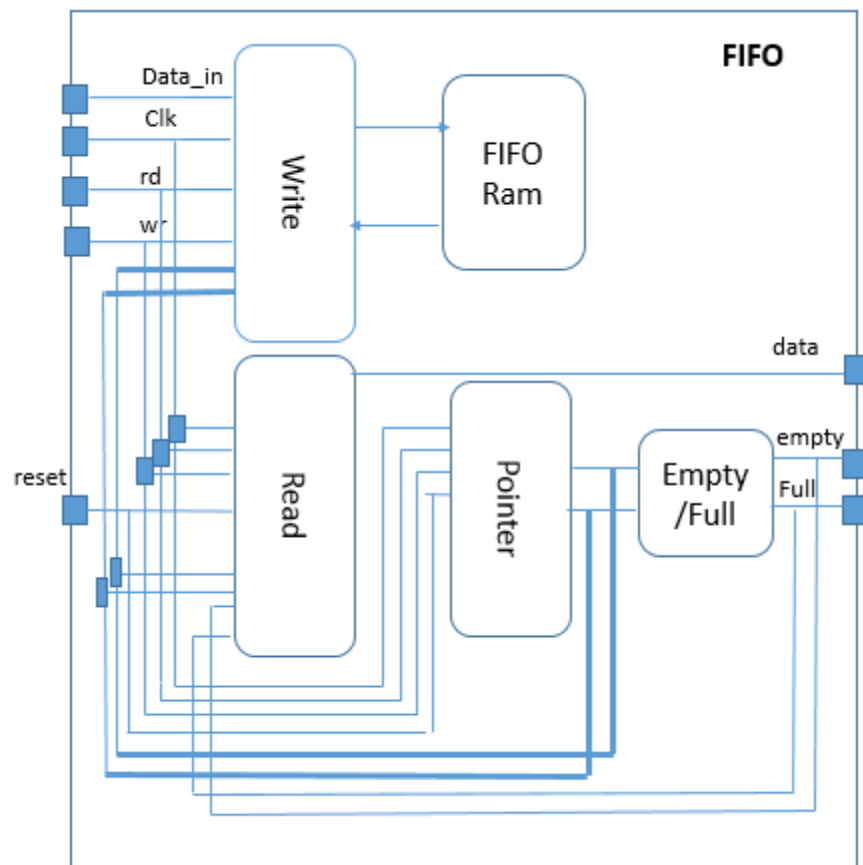 FIFO
Data_in
Clk
rd
wr
Write
FIFO
Ram
data
reset
Read
Pointer
Empty
/Full
empty
Full